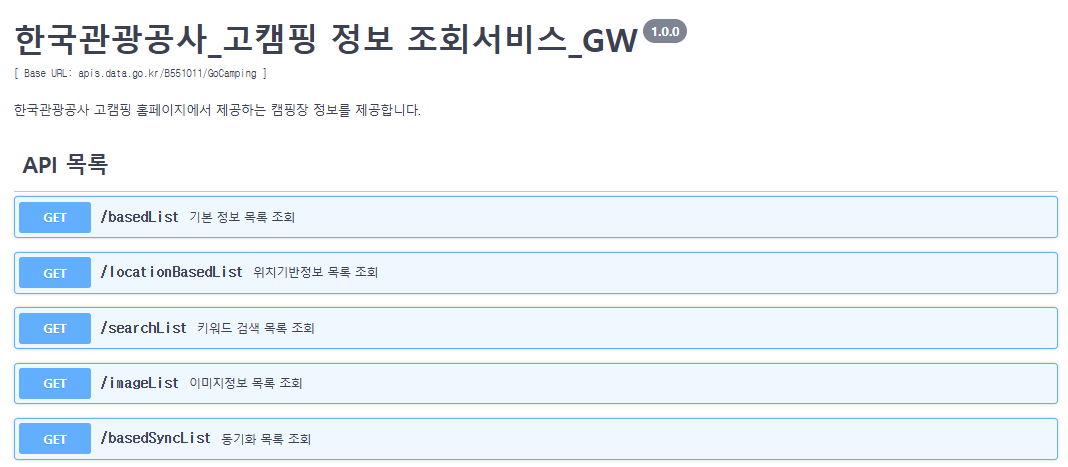 한국관광공사_고캠핑 정보 조회서비스_GW 1.0.0
[ Base URL: apis.data.go.kr/B551011/GoCamping ]
한국관광공사 고캠핑 홈페이지에서 제공하는 캠핑장 정보를 제공합니다.
API 목록
GET /basedList 기본 정보 목록 조회
GET /locationBasedList 위치기반정보 목록 조회
GET /searchList 키워드 검색 목록 조회
GET /imageList 이미지정보 목록 조회
GET /basedSyncList 동기화 목록 조회